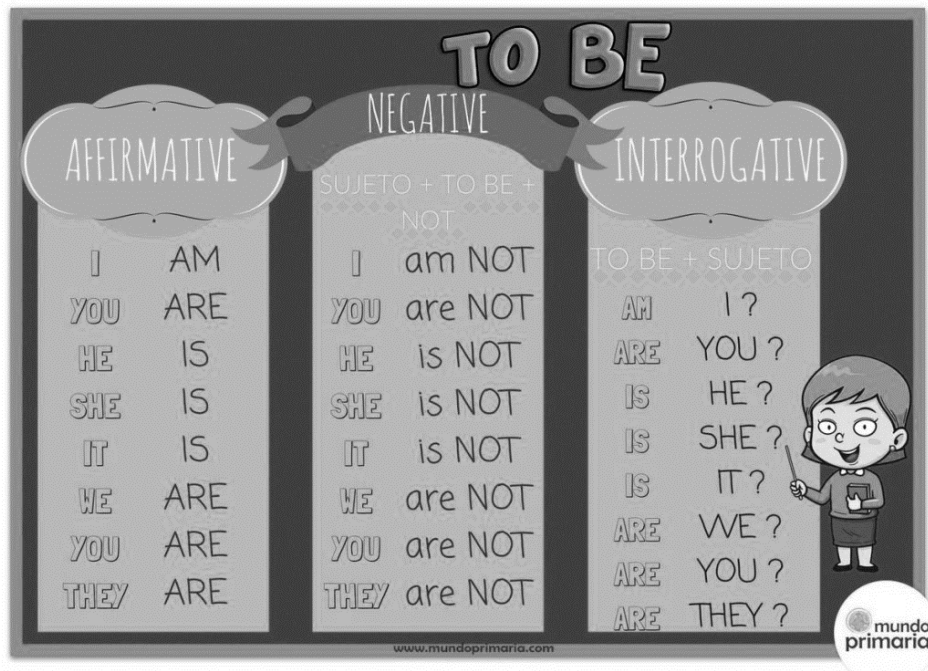 TO BE
AFFIRMATIVE
I AM
YOU ARE
HE IS
SHE IS
IT IS
WE ARE
YOU ARE
THEY ARE
NEGATIVE
SUJETO + TO BE +
NOT
I am NOT
YOU are NOT
HE is NOT
SHE is NOT
IT is NOT
WE are NOT
YOU are NOT
THEY are NOT
INTERROGATIVE
TO BE + SUJETO
AM I ?
ARE YOU ?
IS HE ?
IS SHE ?
IS IT ?
ARE WE ?
ARE YOU ?
ARE THEY ?
www.mundoprimaria.com
mundo
primaria